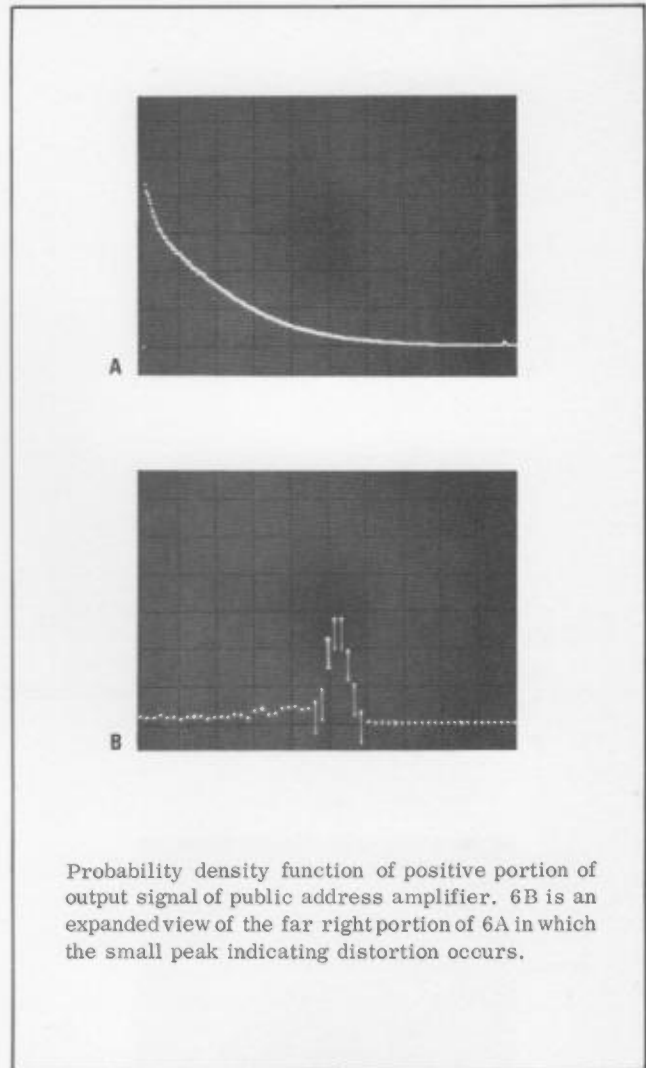 A
B
Probability density function of positive portion of
output signal of public address amplifier. 6B is an
expanded view of the far right portion of 6A in which
the small peak indicating distortion occurs.